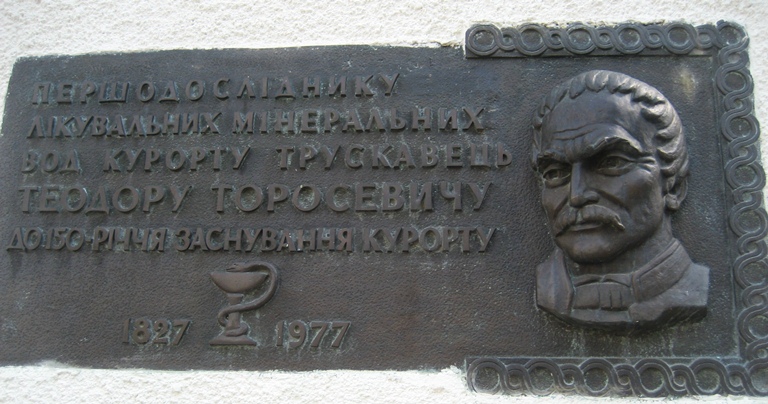 ПЕРШОДОСЛІДНИКУ
ЛІКУВАЛЬНИХ МІНЕРАЛЬНИХ
ВОД КУРОРТУ ТРУСКАВЕЦЬ
ТЕОДОРУ ТОРОСЕВИЧУ
ДО 150-РІЧЧЯ ЗАСНУВАННЯ КУРОРТУ
1827 1977